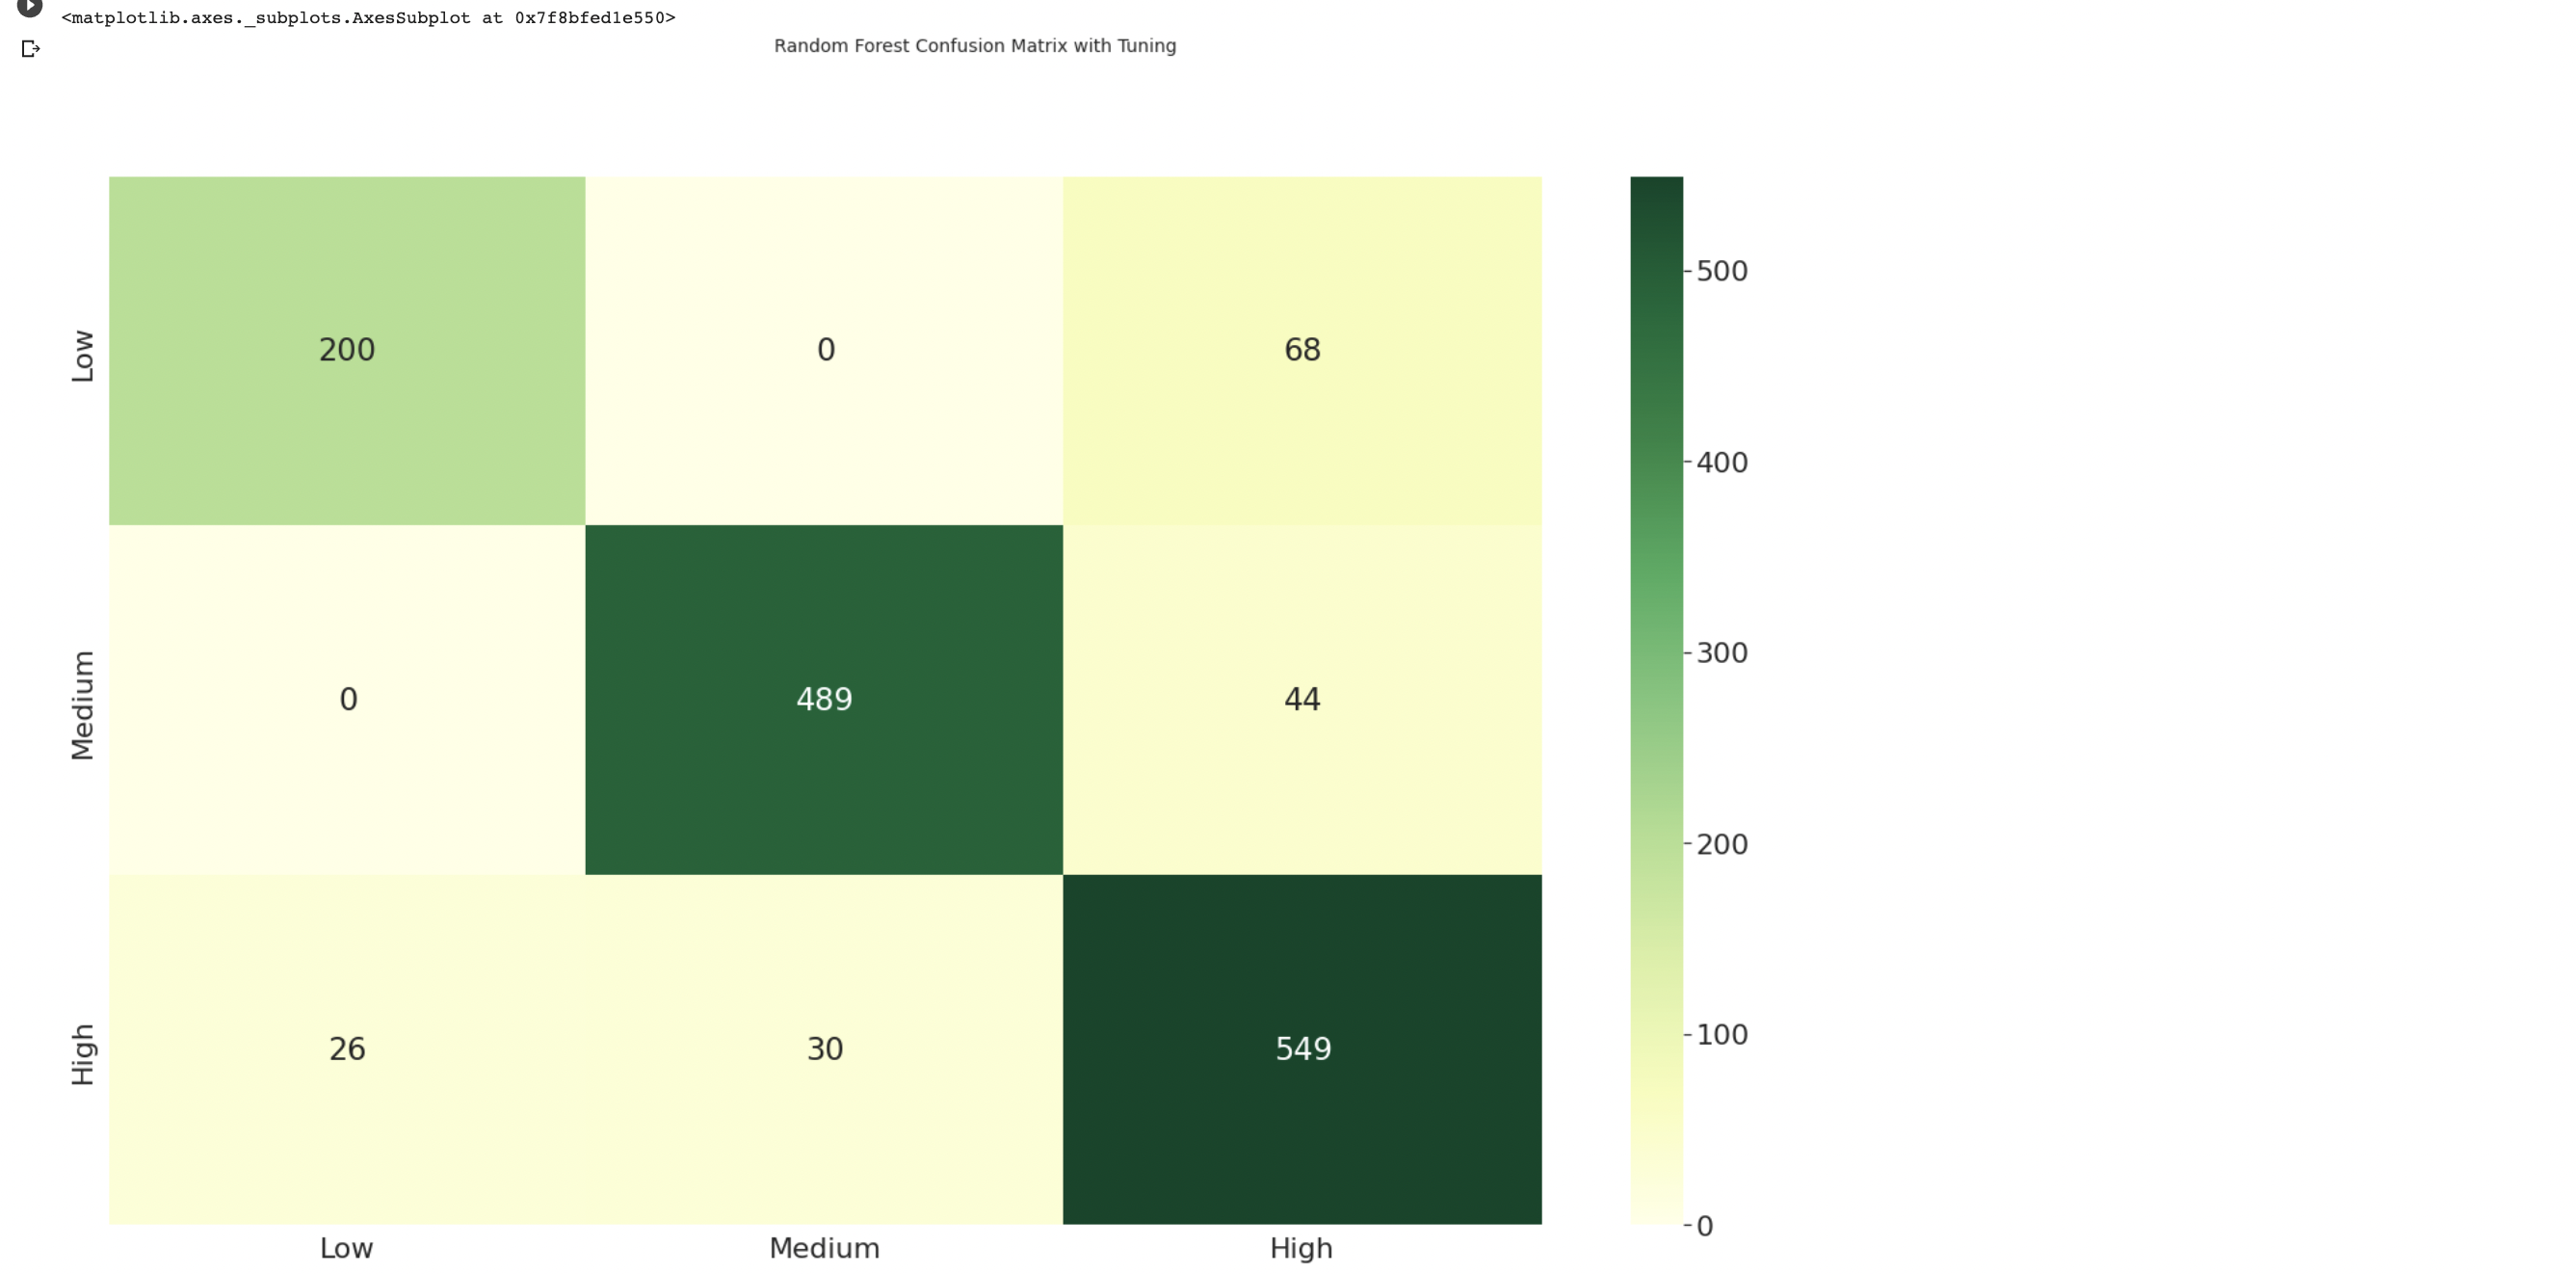 <matplotlib.axes._subplots.AxesSubplot at 0x7f8bfed1e550>
Random Forest Confusion Matrix with Tuning
Low
200
0
68
Medium
0
489
44
High
26
30
549
Low
Medium
High
500
400
300
200
100
0